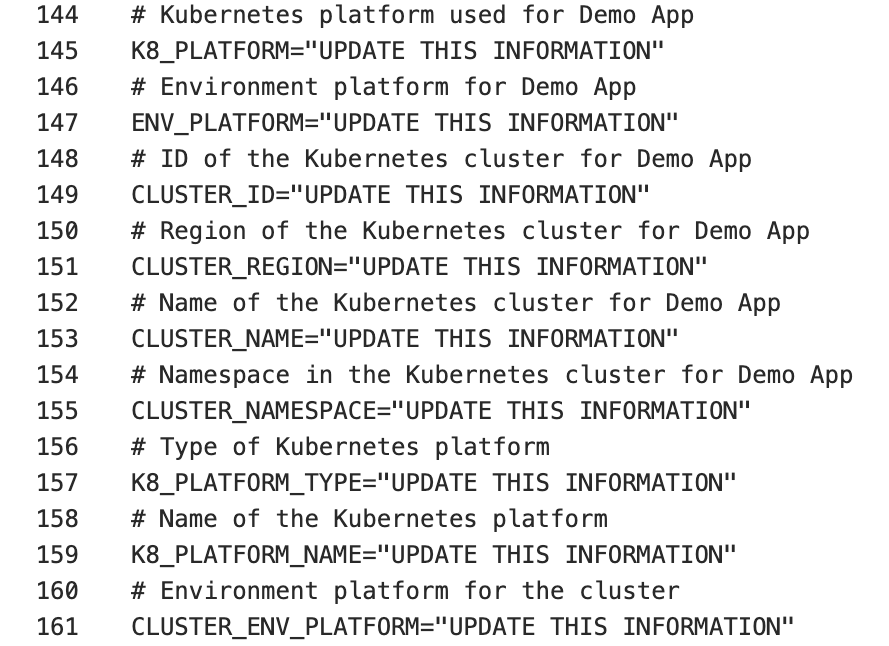 144 # Kubernetes platform used for Demo App
145 K8_PLATFORM="UPDATE THIS INFORMATION"
146 # Environment platform for Demo App
147 ENV_PLATFORM="UPDATE THIS INFORMATION"
148 # ID of the Kubernetes cluster for Demo App
149 CLUSTER_ID="UPDATE THIS INFORMATION"
150 # Region of the Kubernetes cluster for Demo App
151 CLUSTER_REGION="UPDATE THIS INFORMATION"
152 # Name of the Kubernetes cluster for Demo App
153 CLUSTER_NAME="UPDATE THIS INFORMATION"
154 # Namespace in the Kubernetes cluster for Demo App
155 CLUSTER_NAMESPACE="UPDATE THIS INFORMATION"
156 # Type of Kubernetes platform
157 K8_PLATFORM_TYPE="UPDATE THIS INFORMATION"
158 # Name of the Kubernetes platform
159 K8_PLATFORM_NAME="UPDATE THIS INFORMATION"
160 # Environment platform for the cluster
161 CLUSTER_ENV_PLATFORM="UPDATE THIS INFORMATION"